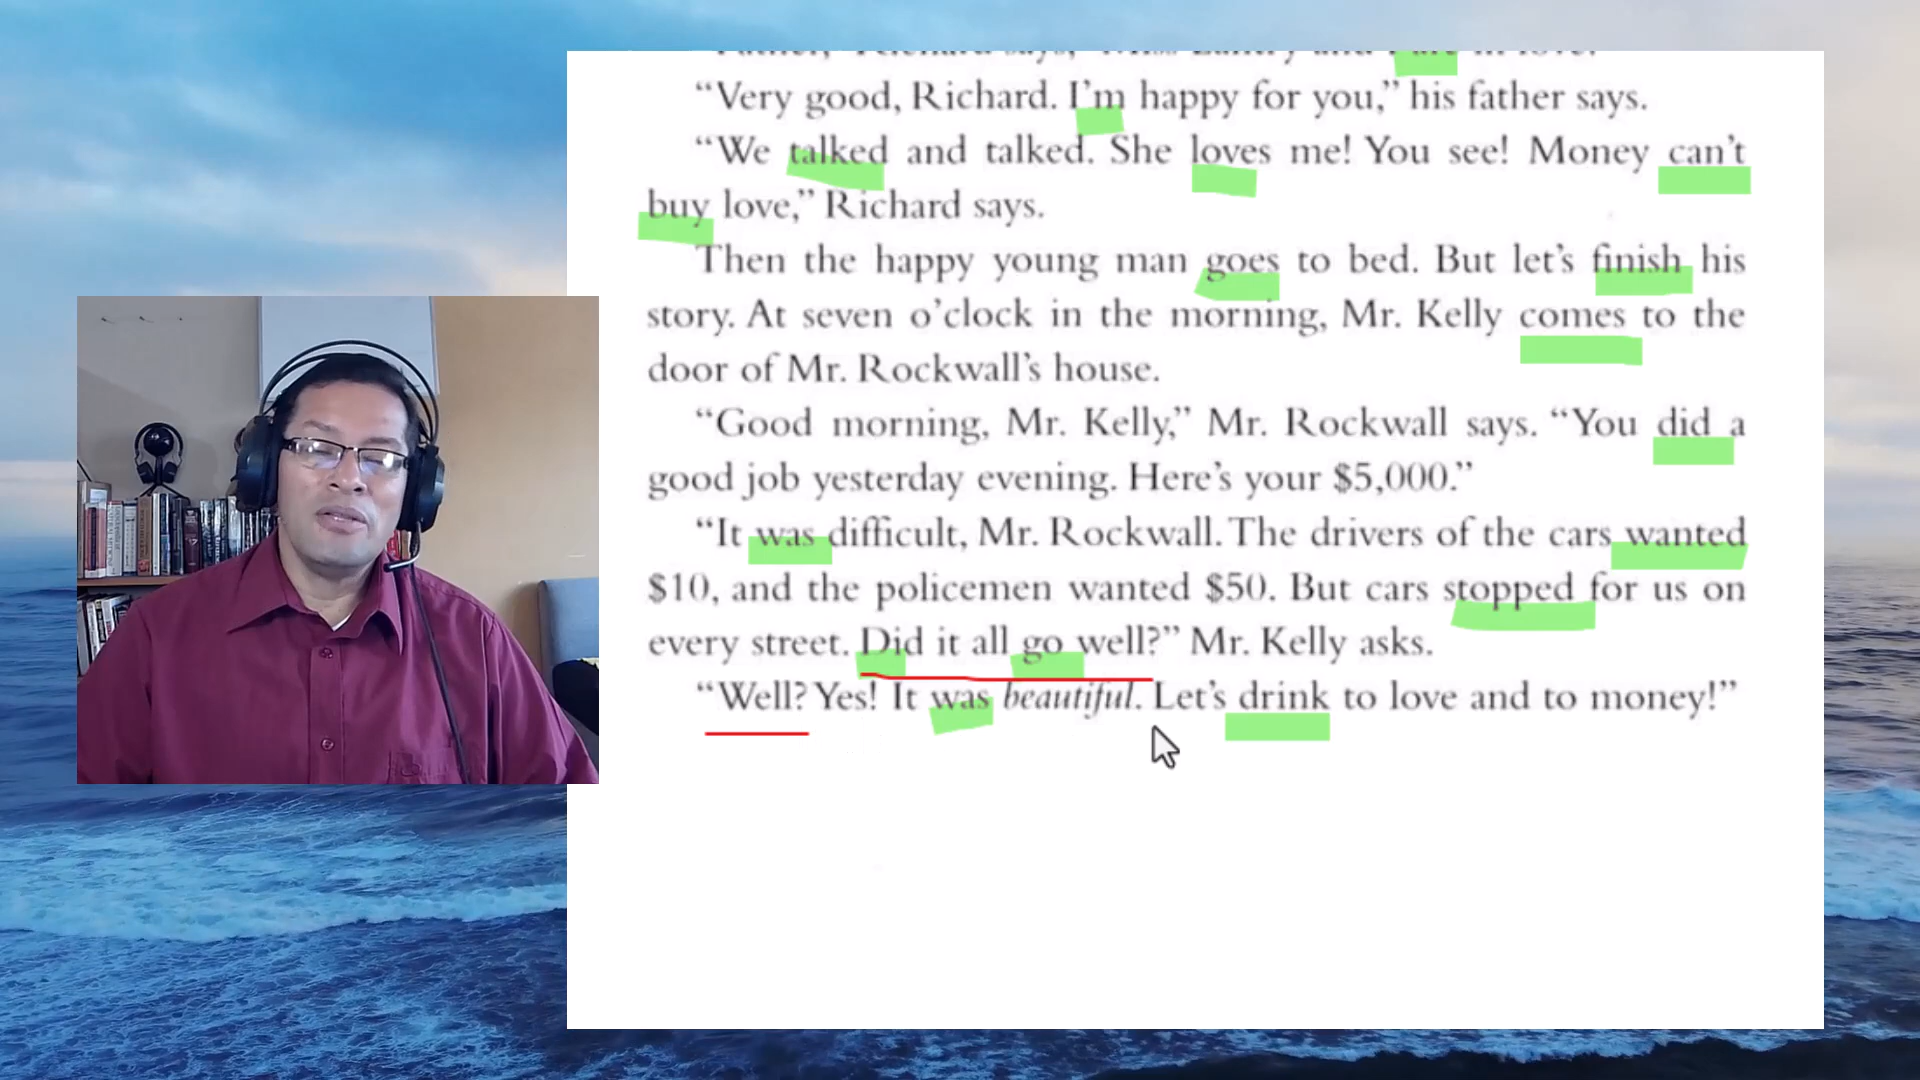 “Very good, Richard. I’m happy for you,” his father says.
“We talked and talked. She loves me! You see! Money can’t
buy love,” Richard says.
Then the happy young man goes to bed. But let’s finish his
story. At seven o’clock in the morning, Mr. Kelly comes to the
door of Mr. Rockwall’s house.
“Good morning, Mr. Kelly,” Mr. Rockwall says. “You did a
good job yesterday evening. Here’s your $5,000.”
“It was difficult, Mr. Rockwall. The drivers of the cars wanted
$10, and the policemen wanted $50. But cars stopped for us on
every street. Did it all go well?” Mr. Kelly asks.
“Well? Yes! It was beautiful. Let’s drink to love and to money!”